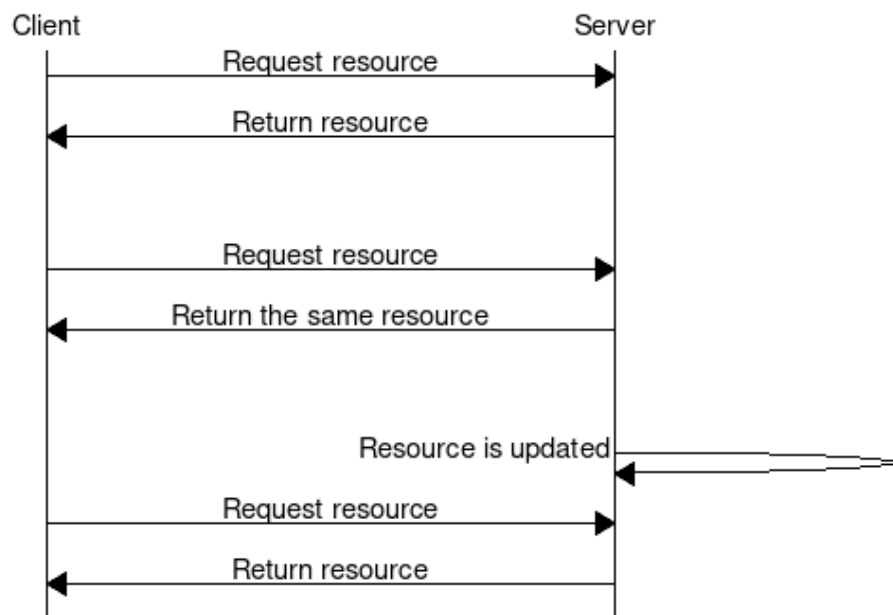 Client
Server
Request resource
Return resource
Request resource
Return the same resource
Resource is updated
Request resource
Return resource